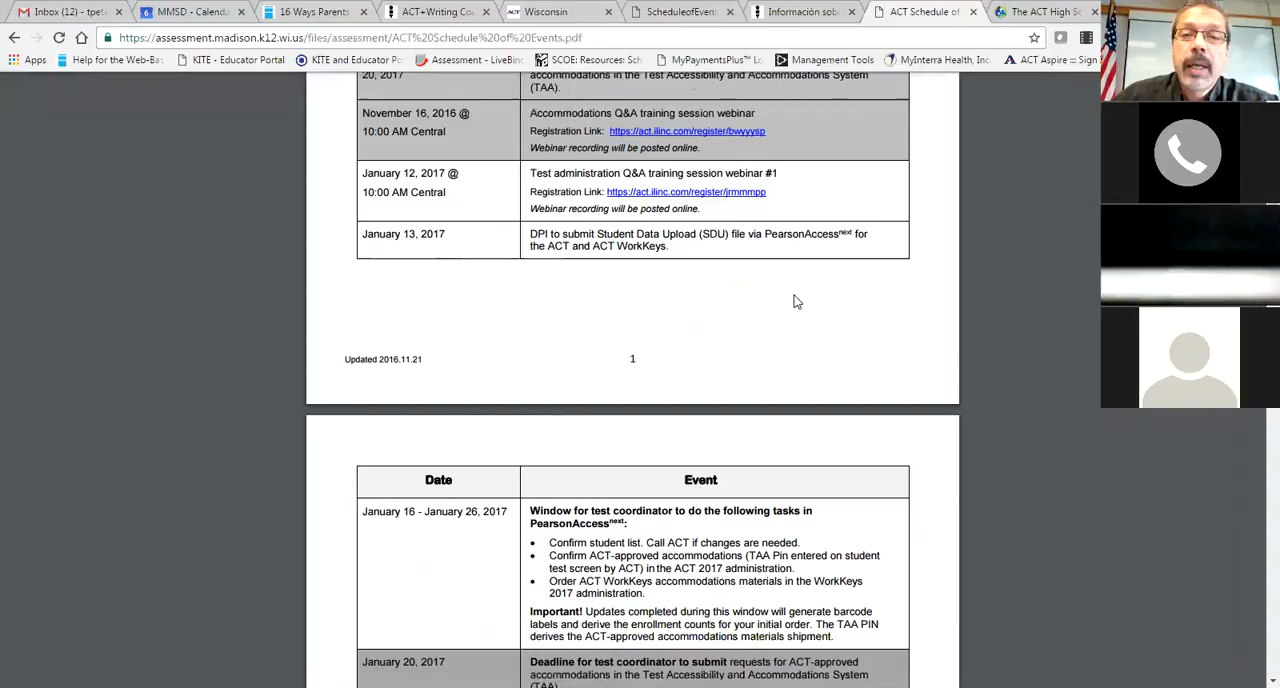 Inbox (12) - tpet
MMSD - Calenda
16 Ways Parents
ACT+Writing Cou
ACT Wisconsin
ScheduleofEven
Información sob
ACT Schedule of
The ACT High Sc
https://assessment.madison.k12.wi.us/files/assessment/ACT%20Schedule%20of%20Events.pdf
Apps
Help for the Web-Bas
KITE - Educator Portal
KITE and Educator Po
Assessment - LiveBin
SCOE: Resources: Sch
MyPaymentsPlus™ Lo
Management Tools
MyInterra Health, Inc.
ACT Aspire :: Sign
20, 2017
accommodations in the Test Accessibility and Accommodations System
(TAA).
November 16, 2016 @
10:00 AM Central
Accommodations Q&A training session webinar
Registration Link: https://act.ilinc.com/register/bwyyysp
Webinar recording will be posted online.
January 12, 2017 @
10:00 AM Central
Test administration Q&A training session webinar #1
Registration Link: https://act.ilinc.com/register/jrmmmpp
Webinar recording will be posted online.
January 13, 2017
DPI to submit Student Data Upload (SDU) file via PearsonAccessnext for
the ACT and ACT WorkKeys.
Updated 2016.11.21
1
Date
Event
January 16 - January 26, 2017
Window for test coordinator to do the following tasks in
PearsonAccessnext:
• Confirm student list. Call ACT if changes are needed.
• Confirm ACT-approved accommodations (TAA Pin entered on student
test screen by ACT) in the ACT 2017 administration.
• Order ACT WorkKeys accommodations materials in the WorkKeys
2017 administration.
Important! Updates completed during this window will generate barcode
labels and derive the enrollment counts for your initial order. The TAA PIN
derives the ACT-approved accommodations materials shipment.
January 20, 2017
Deadline for test coordinator to submit requests for ACT-approved
accommodations in the Test Accessibility and Accommodations System
(TAA)